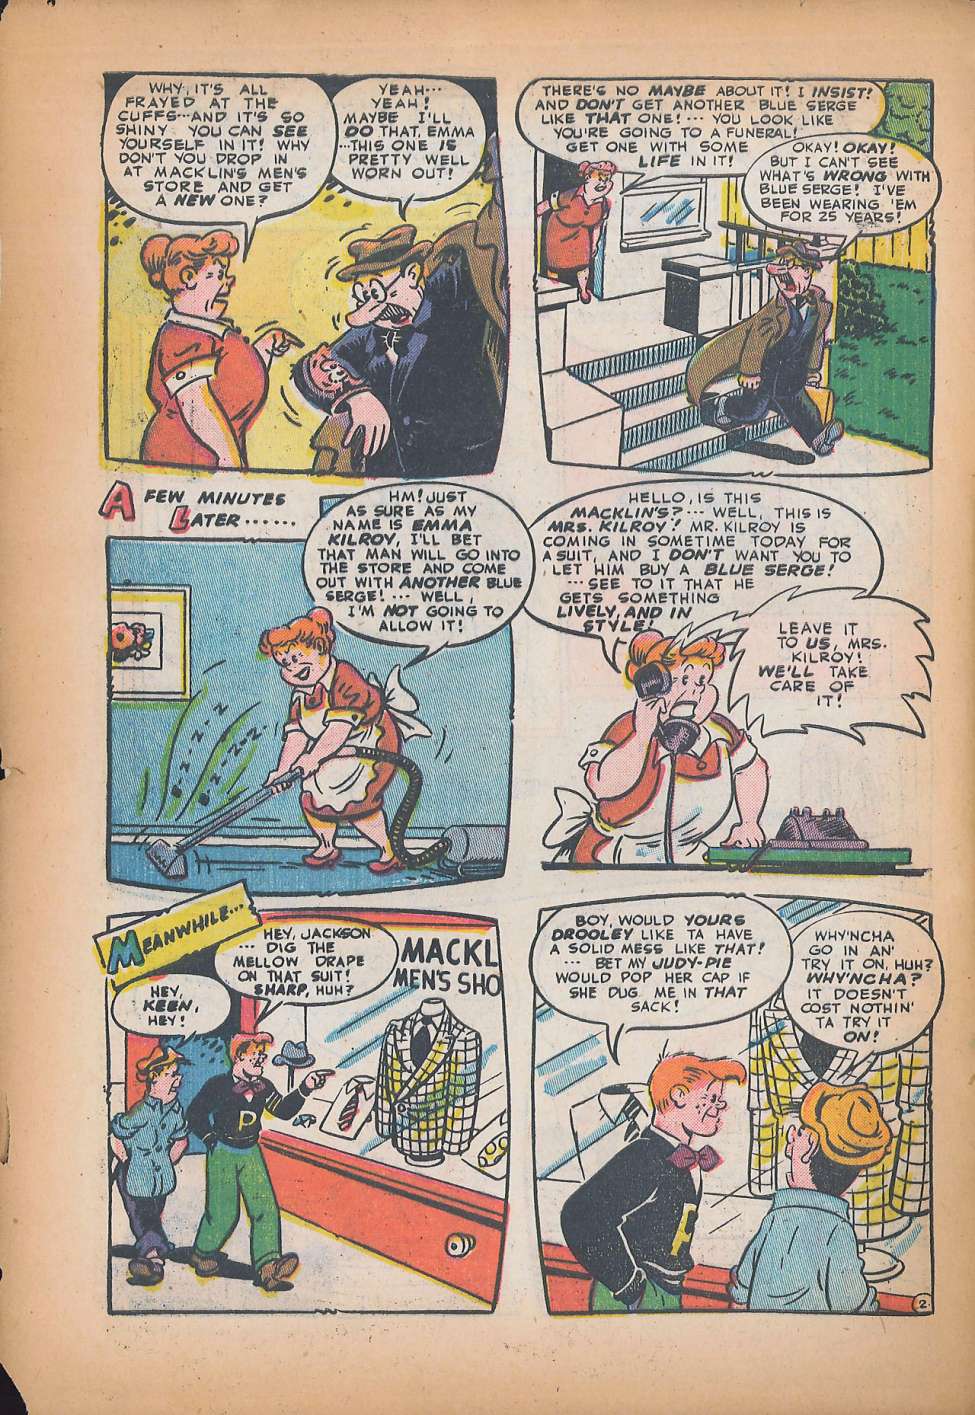 WHY, IT'S ALL
FRAYED AT THE
CUFFS---AND IT'S SO
SHINY YOU CAN SEE
YOURSELF IN IT! WHY
DON'T YOU DROP IN
AT MACKLIN'S MEN'S
STORE AND GET
A NEW ONE?
YEAH---
YEAH!
MAYBE I'LL
DO THAT, EMMA
---THIS ONE IS
PRETTY WELL
WORN OUT!
THERE'S NO MAYBE ABOUT IT! I INSIST!
AND DON'T GET ANOTHER BLUE SERGE
LIKE THAT ONE!--- YOU LOOK LIKE
YOU'RE GOING TO A FUNERAL!
GET ONE WITH SOME
LIFE IN IT!
OKAY! OKAY!
BUT I CAN'T SEE
WHAT'S WRONG WITH
BLUE SERGE! I'VE
BEEN WEARING 'EM
FOR 25 YEARS!
A FEW MINUTES
LATER------
HM! JUST
AS SURE AS MY
NAME IS EMMA
KILROY, I'LL BET
THAT MAN WILL GO INTO
THE STORE AND COME
OUT WITH ANOTHER BLUE
SERGE!--- WELL,
I'M NOT GOING TO
ALLOW IT!
Z-Z-N-Z
Z-Z-Z-
HELLO, IS THIS
MACKLIN'S?--- WELL, THIS IS
MRS. KILROY! MR. KILROY IS
COMING IN SOMETIME TODAY FOR
A SUIT, AND I DON'T WANT YOU TO
LET HIM BUY A BLUE SERGE!
---SEE TO IT THAT HE
GETS SOMETHING
LIVELY, AND IN
STYLE!
LEAVE IT
TO US, MRS.
KILROY!
WE'LL TAKE
CARE OF
IT!
MEANWHILE---
HEY,
KEEN,
HEY!
HEY, JACKSON
--- DIG THE
MELLOW DRAPE
ON THAT SUIT!
SHARP, HUH?
MACKL
MEN'S SHO
P
BOY, WOULD YOURS
DROOLEY LIKE TA HAVE
A SOLID MESS LIKE THAT!
--- BET MY JUDY-PIE
WOULD POP HER CAP IF
SHE DUG ME IN THAT
SACK!
WHY'NCHA
GO IN AN'
TRY IT ON, HUH?
WHY'NCHA?
IT DOESN'T
COST NOTHIN'
TA TRY IT
ON!
P
2